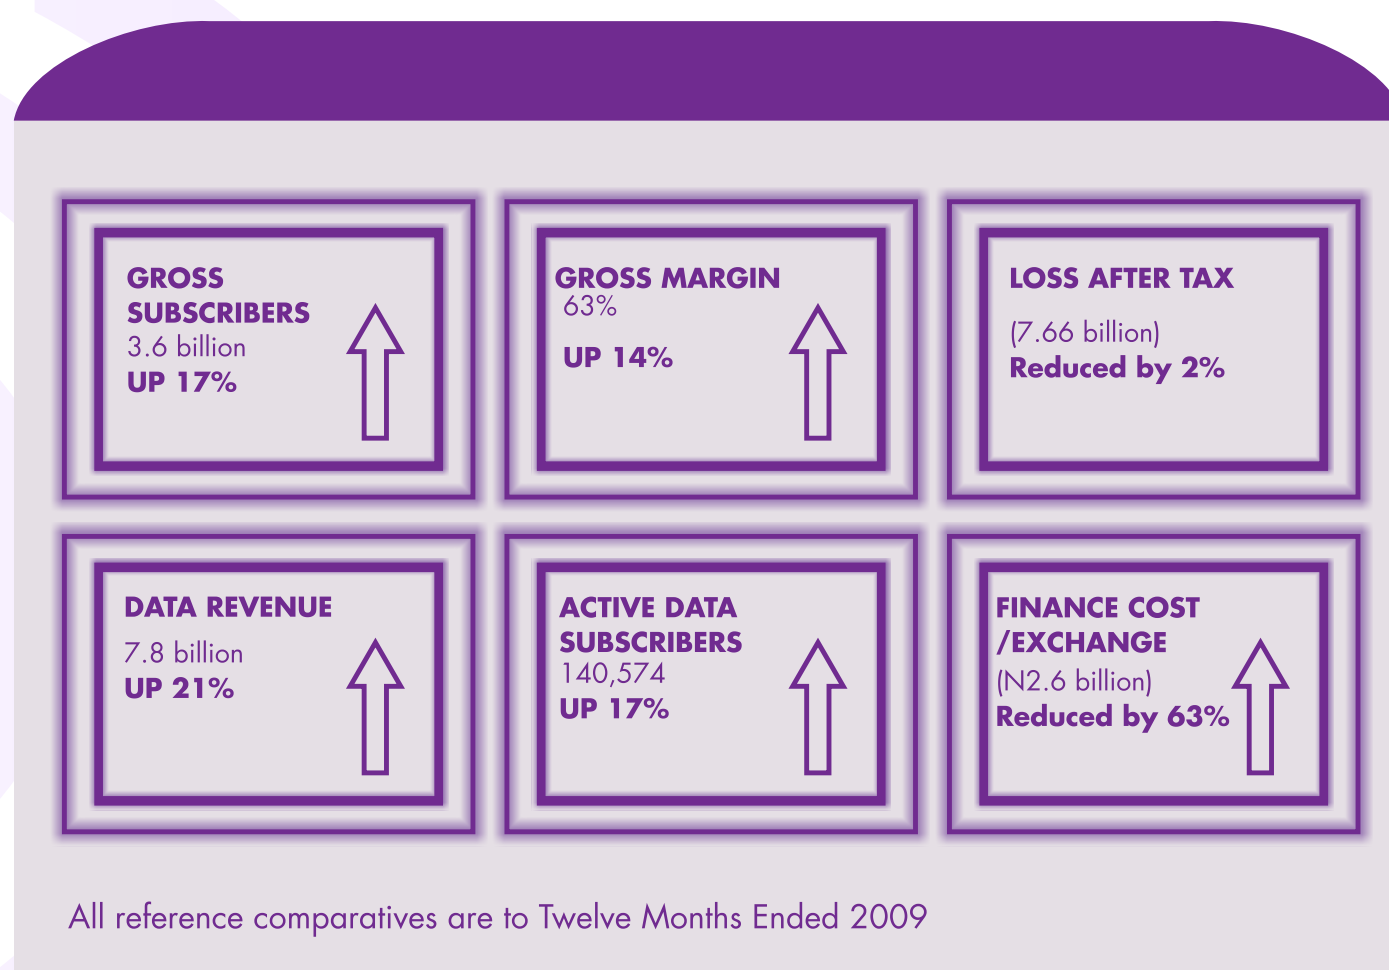 GROSS
SUBSCRIBERS
3.6 billion
UP 17%
GROSS MARGIN
63%
UP 14%
LOSS AFTER TAX
(7.66 billion)
Reduced by 2%
DATA REVENUE
7.8 billion
UP 21%
ACTIVE DATA
SUBSCRIBERS
140,574
UP 17%
FINANCE COST
/EXCHANGE
(N2.6 billion)
Reduced by 63%
All reference comparatives are to Twelve Months Ended 2009